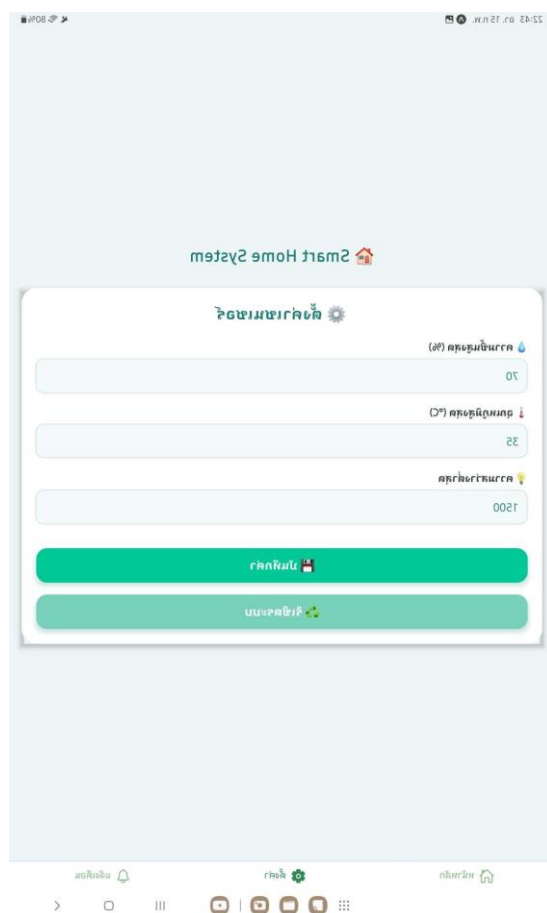 22:43 อา. 15 ก.พ.
80%
Smart Home System
ตั้งค่าเซนเซอร์
ความชื้นสูงสุด (%)
70
อุณหภูมิสูงสุด (°C)
35
ความสว่างต่ำสุด
1500
บันทึกค่า
รีเซ็ตระบบ
หน้าหลัก
ตั้งค่า
แจ้งเตือน